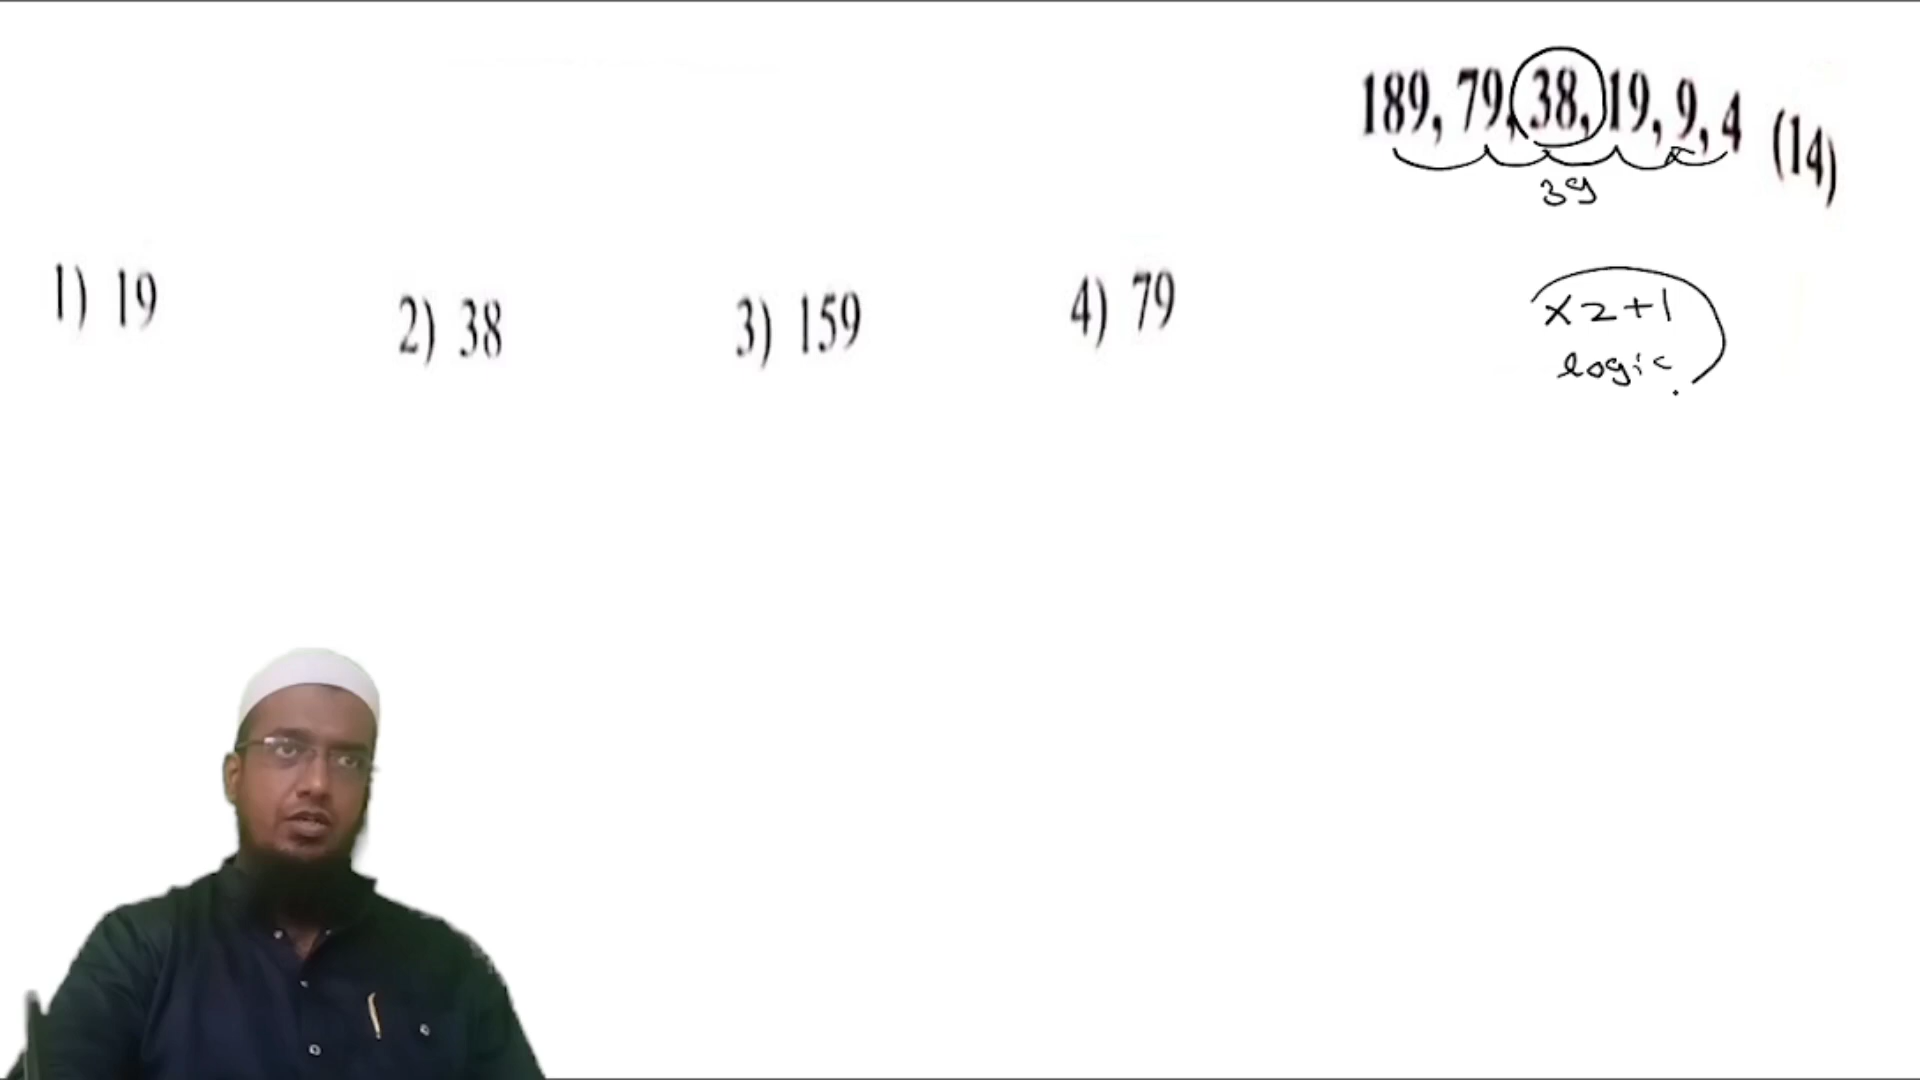 189, 79, 38, 19, 9, 4 (14)
39
1) 19 2) 38 3) 159 4) 79
×2+1
logic.